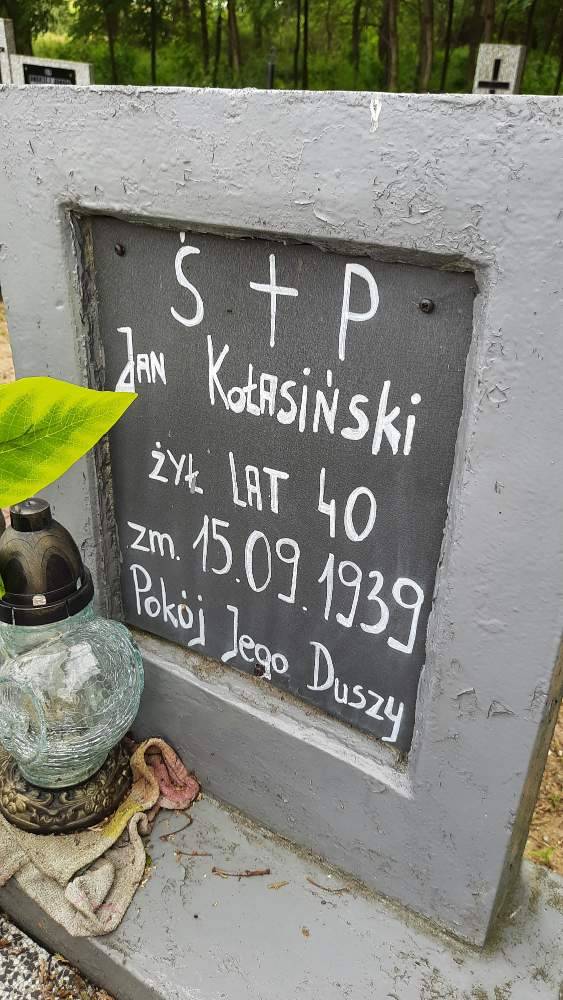 Ś + P
Jan Kołasiński
żył LAT 40
zm. 15.09.1939
Pokój Jego Duszy